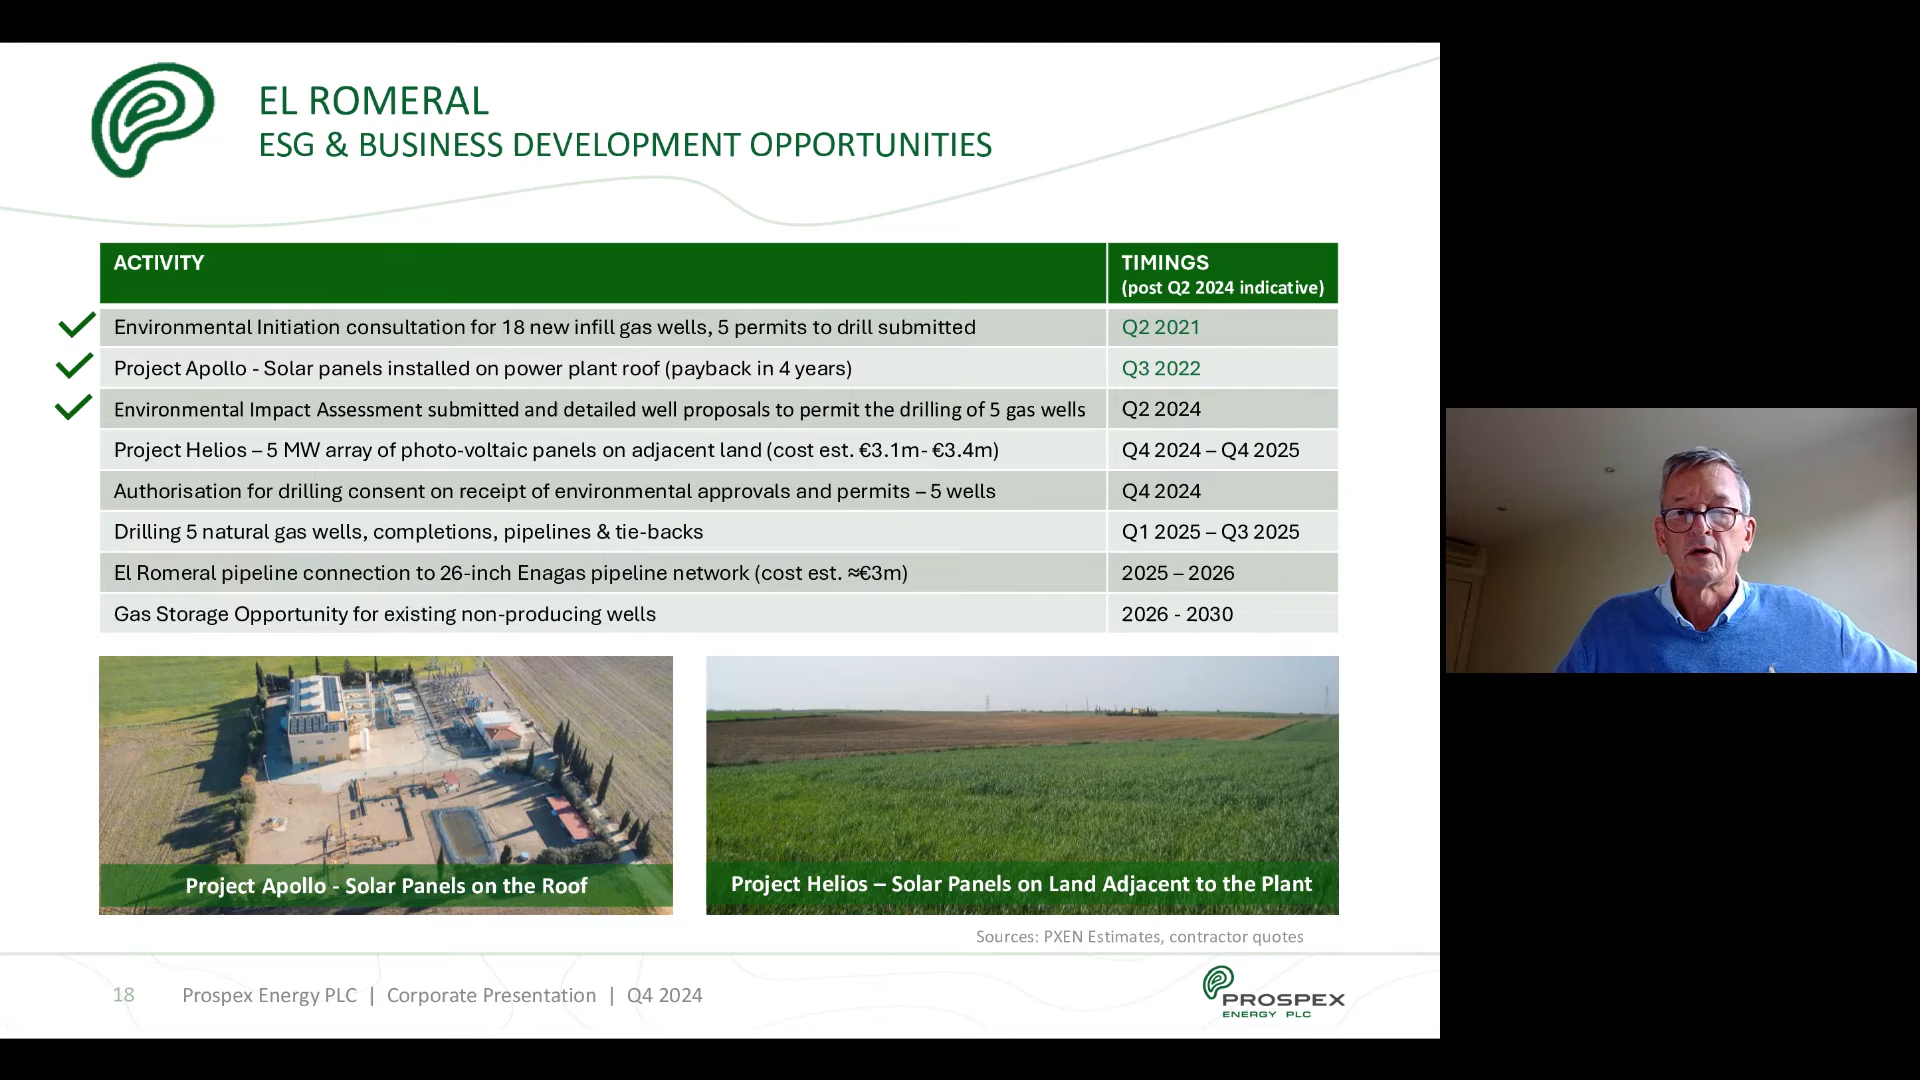 EL ROMERAL
ESG & BUSINESS DEVELOPMENT OPPORTUNITIES
ACTIVITY
TIMINGS
(post Q2 2024 indicative)
Environmental Initiation consultation for 18 new infill gas wells, 5 permits to drill submitted
Q2 2021
Project Apollo - Solar panels installed on power plant roof (payback in 4 years)
Q3 2022
Environmental Impact Assessment submitted and detailed well proposals to permit the drilling of 5 gas wells
Q2 2024
Project Helios – 5 MW array of photo-voltaic panels on adjacent land (cost est. €3.1m- €3.4m)
Q4 2024 – Q4 2025
Authorisation for drilling consent on receipt of environmental approvals and permits – 5 wells
Q4 2024
Drilling 5 natural gas wells, completions, pipelines & tie-backs
Q1 2025 – Q3 2025
El Romeral pipeline connection to 26-inch Enagas pipeline network (cost est. ≈€3m)
2025 – 2026
Gas Storage Opportunity for existing non-producing wells
2026 - 2030
Project Apollo - Solar Panels on the Roof
Project Helios – Solar Panels on Land Adjacent to the Plant
Sources: PXEN Estimates, contractor quotes
18 Prospex Energy PLC | Corporate Presentation | Q4 2024
PROSPEX
ENERGY PLC